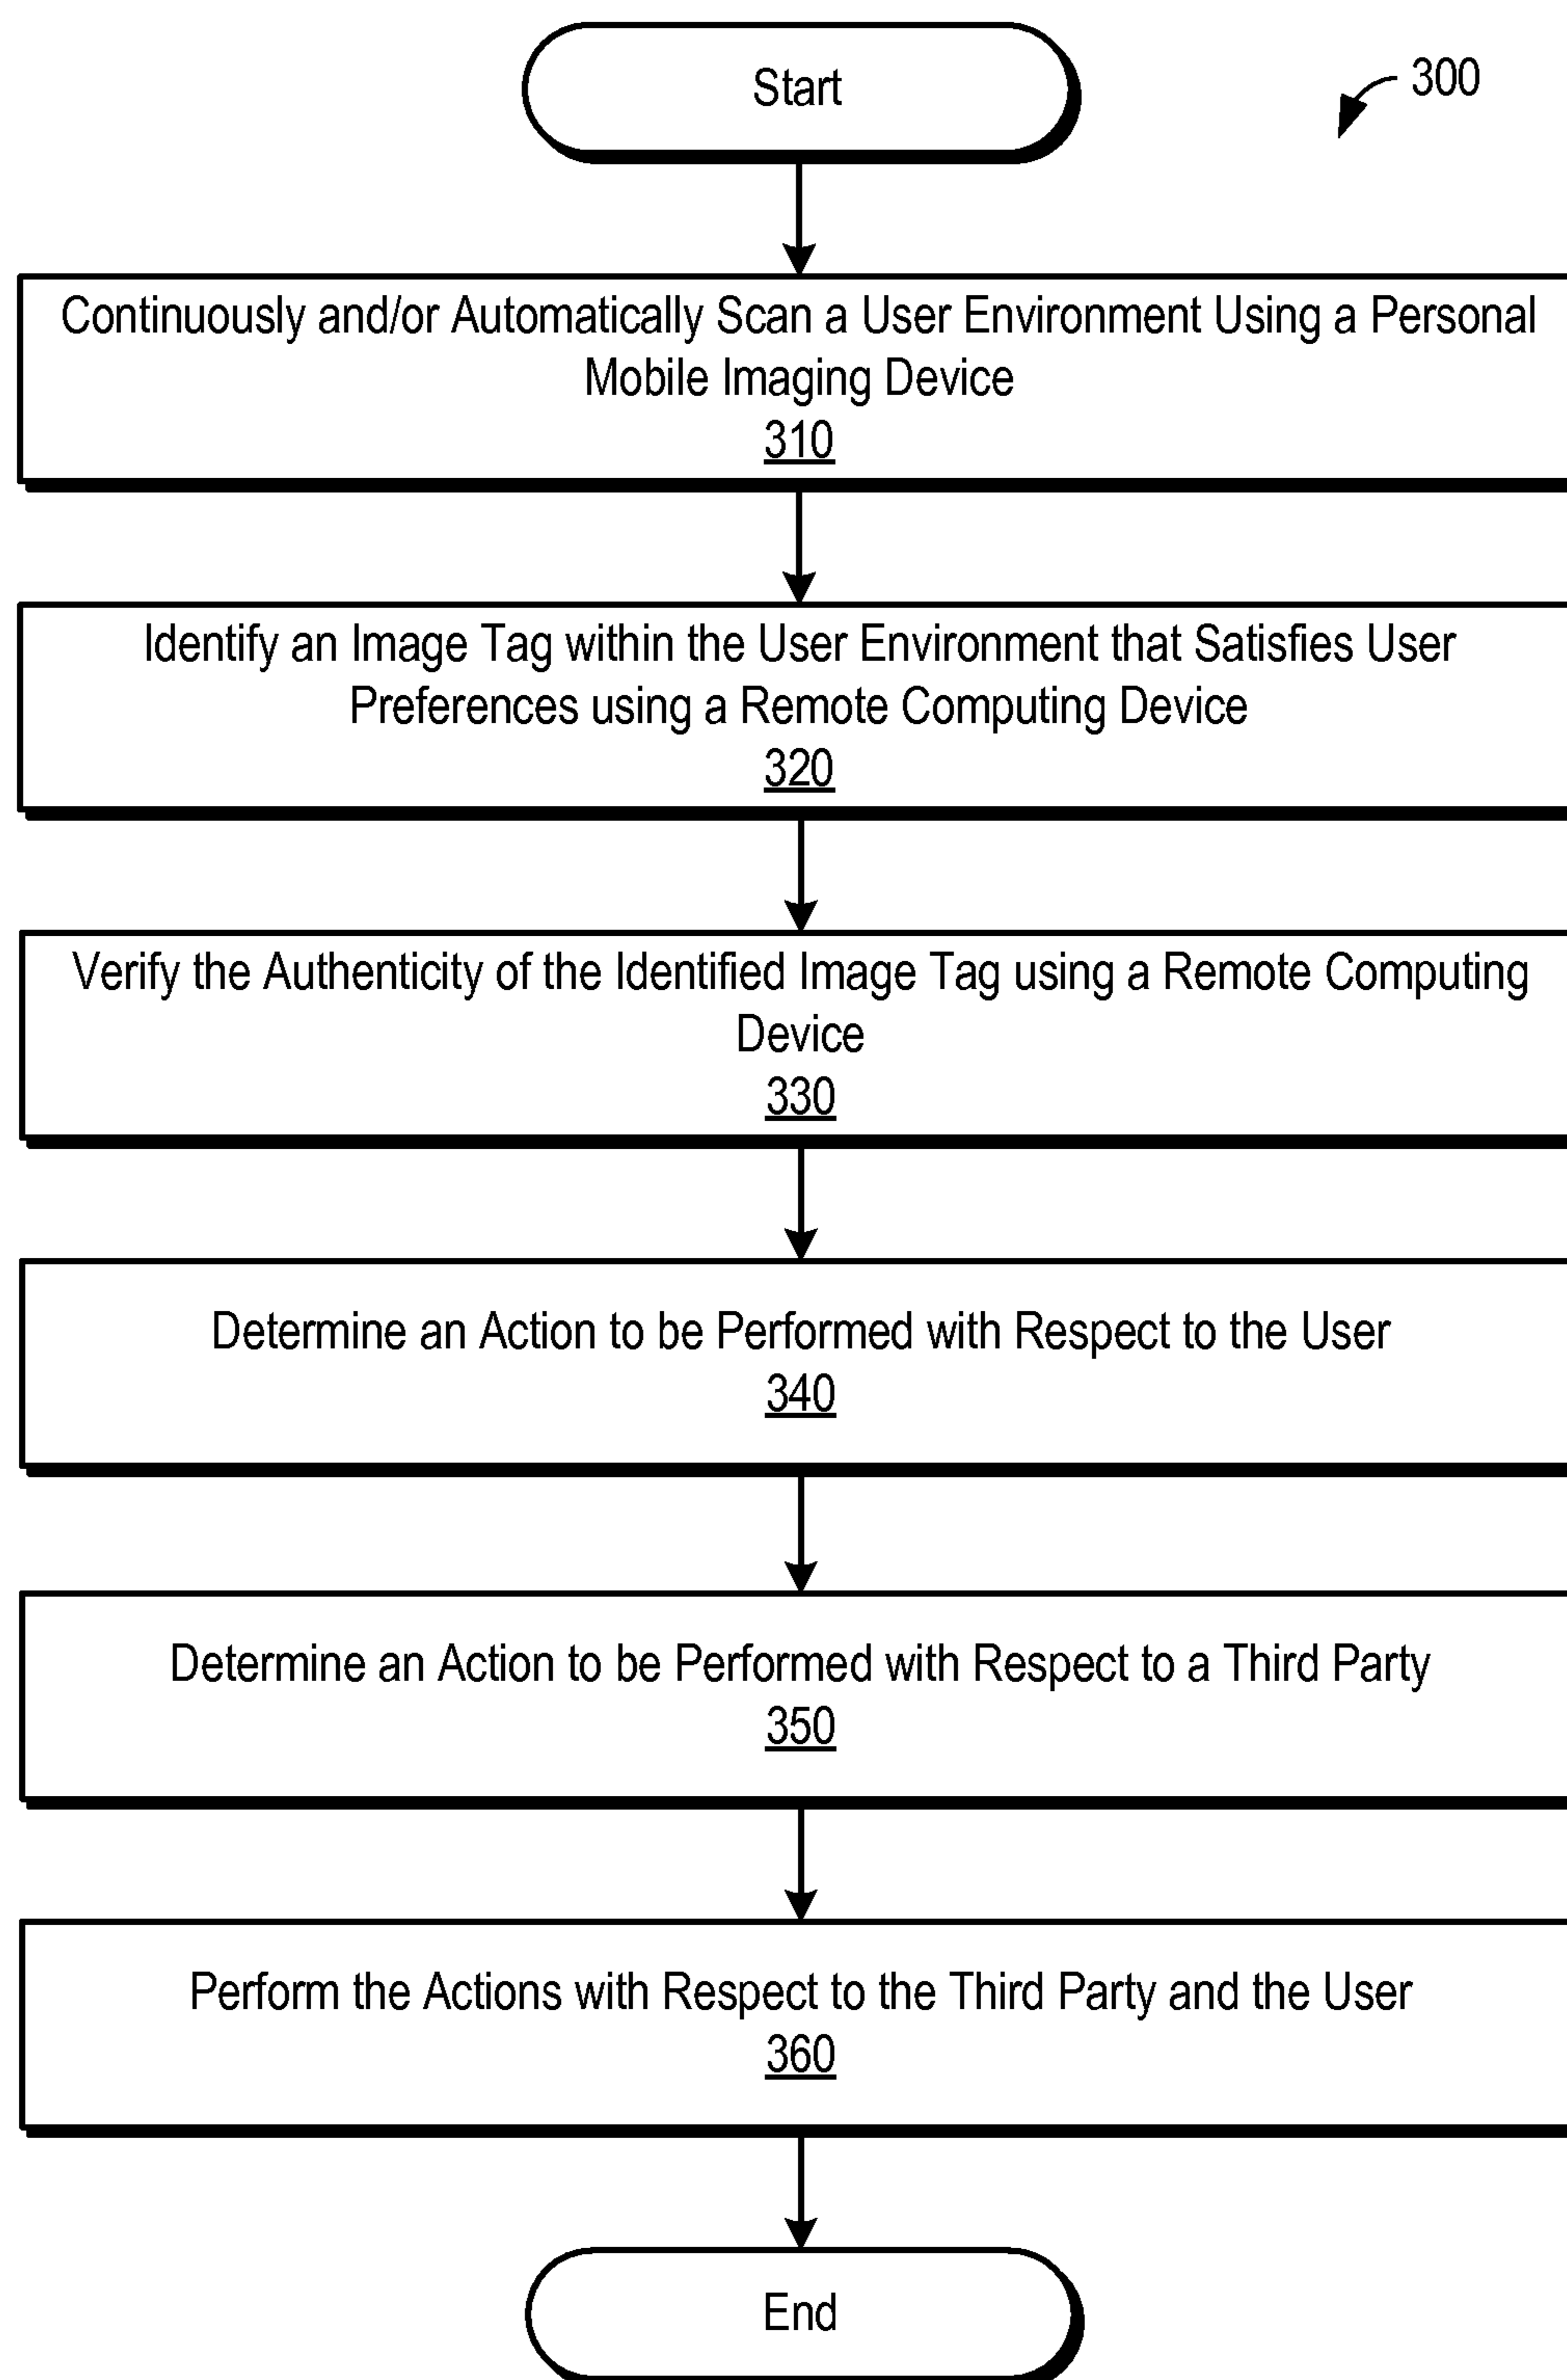 Start
300
Continuously and/or Automatically Scan a User Environment Using a Personal
Mobile Imaging Device
310
Identify an Image Tag within the User Environment that Satisfies User
Preferences using a Remote Computing Device
320
Verify the Authenticity of the Identified Image Tag using a Remote Computing
Device
330
Determine an Action to be Performed with Respect to the User
340
Determine an Action to be Performed with Respect to a Third Party
350
Perform the Actions with Respect to the Third Party and the User
360
End